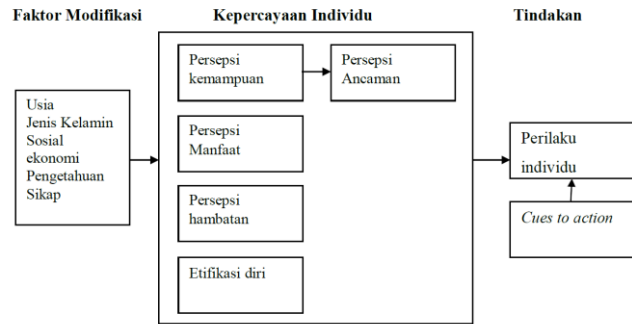 Faktor Modifikasi
Kepercayaan Individu
Tindakan
Usia
Jenis Kelamin
Sosial
ekonomi
Pengetahuan
Sikap
Persepsi
kemampuan
Persepsi
Ancaman
Persepsi
Manfaat
Persepsi
hambatan
Etifikasi diri
Perilaku
individu
Cues to action